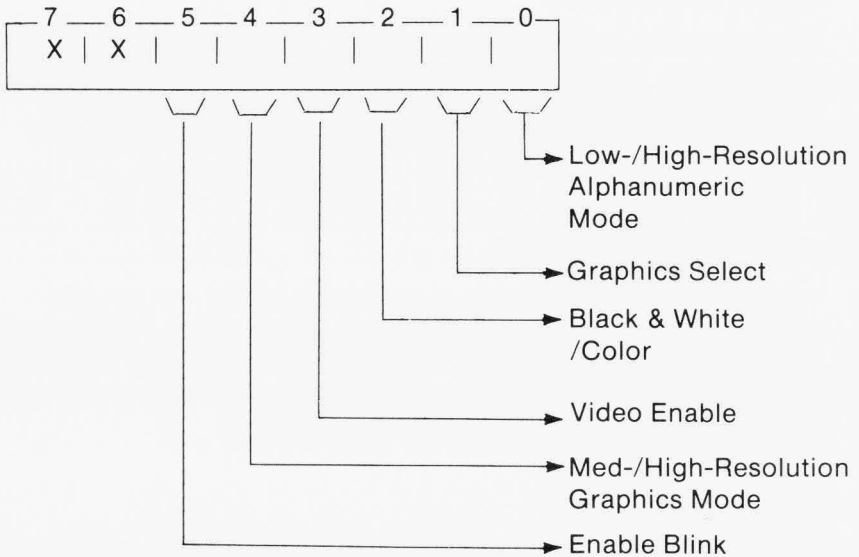 7 6 5 4 3 2 1 0
X | X | | | | | |
Low-/High-Resolution
Alphanumeric
Mode
Graphics Select
Black & White
/Color
Video Enable
Med-/High-Resolution
Graphics Mode
Enable Blink